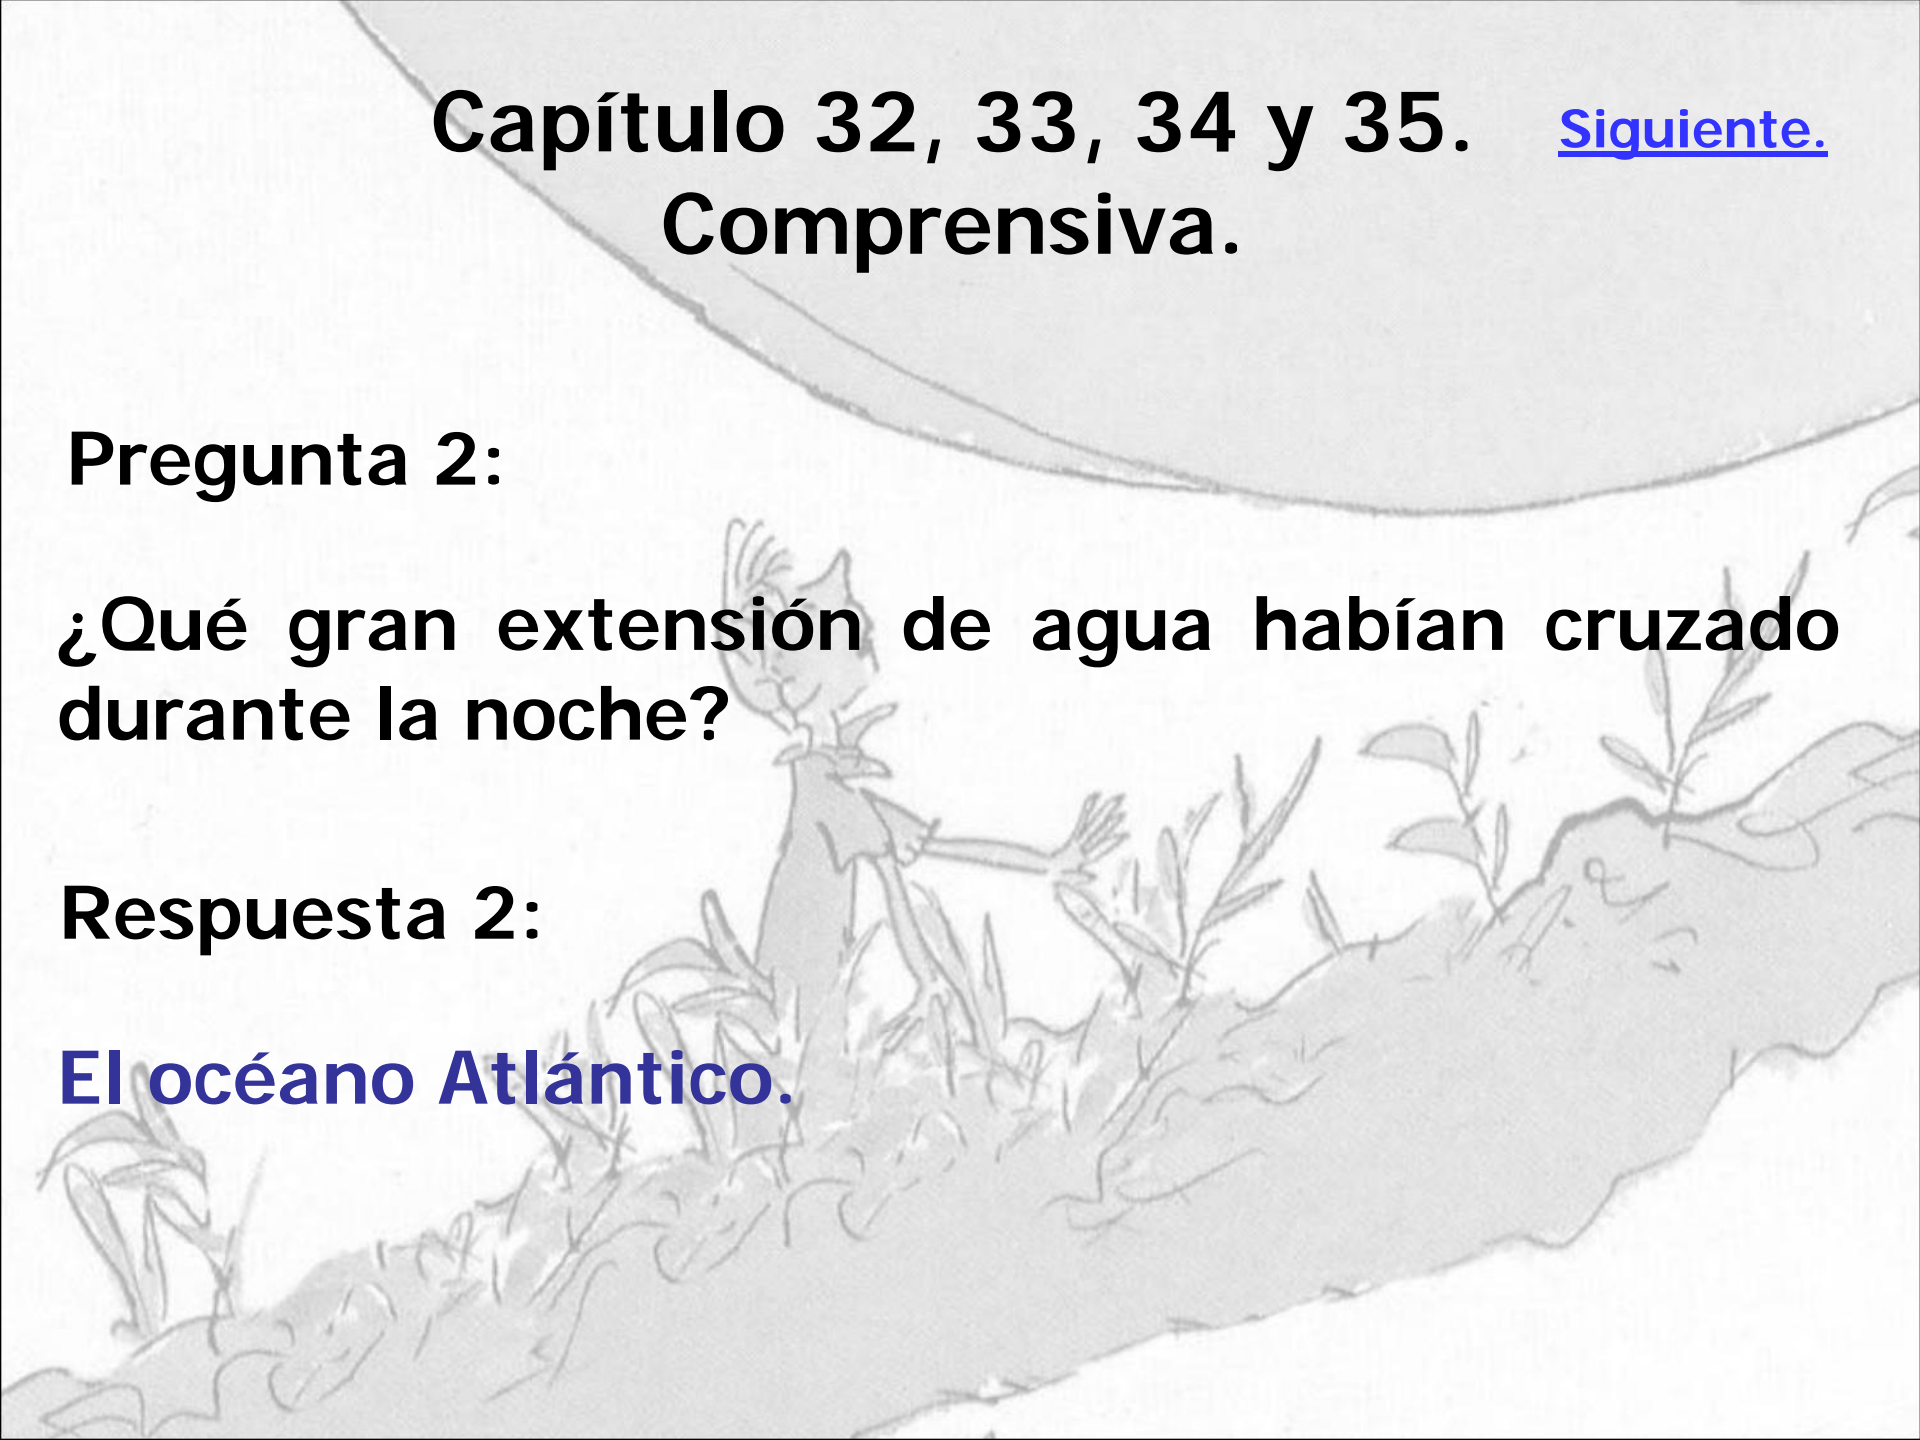 Capítulo 32, 33, 34 y 35. Siguiente.
Comprensiva.
Pregunta 2:
¿Qué gran extensión de agua habían cruzado
durante la noche?
Respuesta 2:
El océano Atlántico.